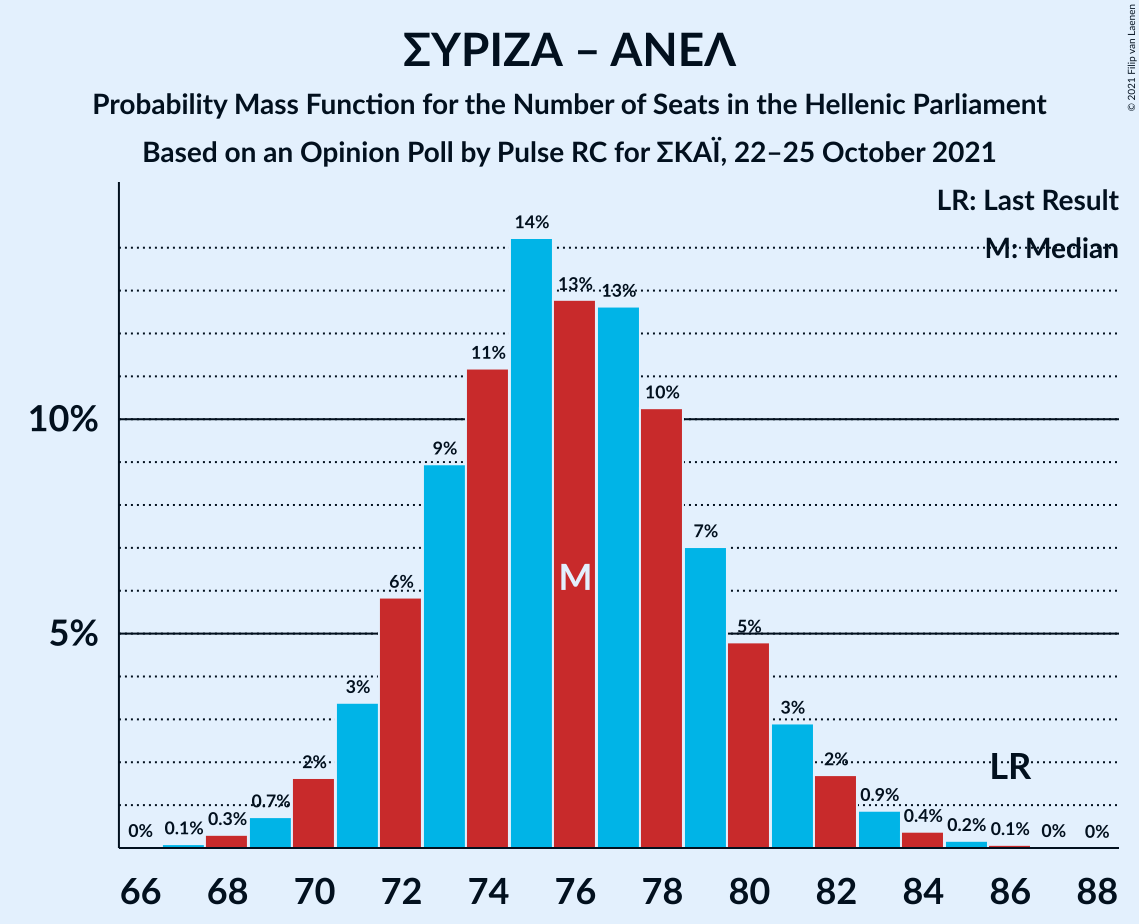 ΣΥΡΙΖΑ – ΑΝΕΛ
Probability Mass Function for the Number of Seats in the Hellenic Parliament
Based on an Opinion Poll by Pulse RC for ΣΚΑΪ, 22–25 October 2021
© 2021 Filip van Laenen
LR: Last Result
M: Median
10%
5%
0%
0.1%
0.3%
0.7%
2%
3%
6%
9%
11%
14%
13%
13%
10%
7%
5%
3%
2%
0.9%
0.4%
0.2%
0.1%
0%
0%
M
LR
66 68 70 72 74 76 78 80 82 84 86 88